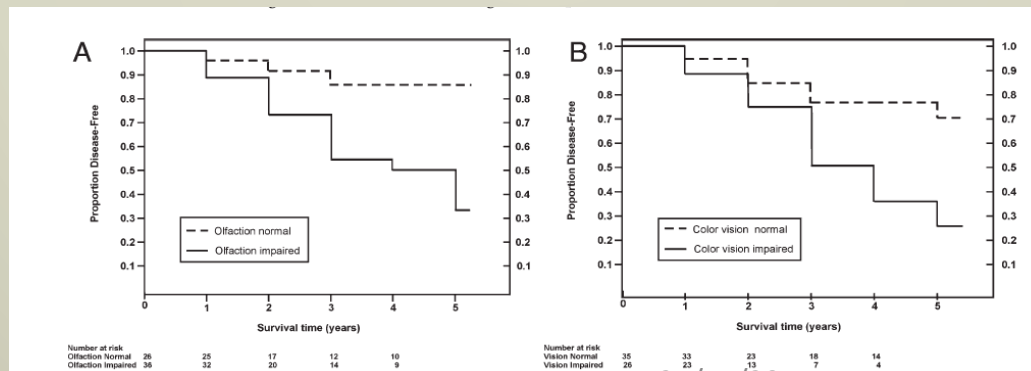 A
1.0
0.9
0.8
0.7
0.6
0.5
0.4
0.3
0.2
0.1
Proportion Disease-Free
Olfaction normal
Olfaction impaired
1.0
0.9
0.8
0.7
0.6
0.5
0.4
0.3
0.2
0.1
0 1 2 3 4 5
Survival time (years)
Number at risk
Olfaction Normal 26 25 17 12 10
Olfaction Impaired 36 32 20 14 9
B
1.0
0.9
0.8
0.7
0.6
0.5
0.4
0.3
0.2
0.1
Proportion Disease-Free
Color vision normal
Color vision impaired
1.0
0.9
0.8
0.7
0.6
0.5
0.4
0.3
0.2
0.1
0 1 2 3 4 5
Survival time (years)
Number at risk
Vision Normal 35 33 23 18 14
Vision Impaired 26 23 13 7 4